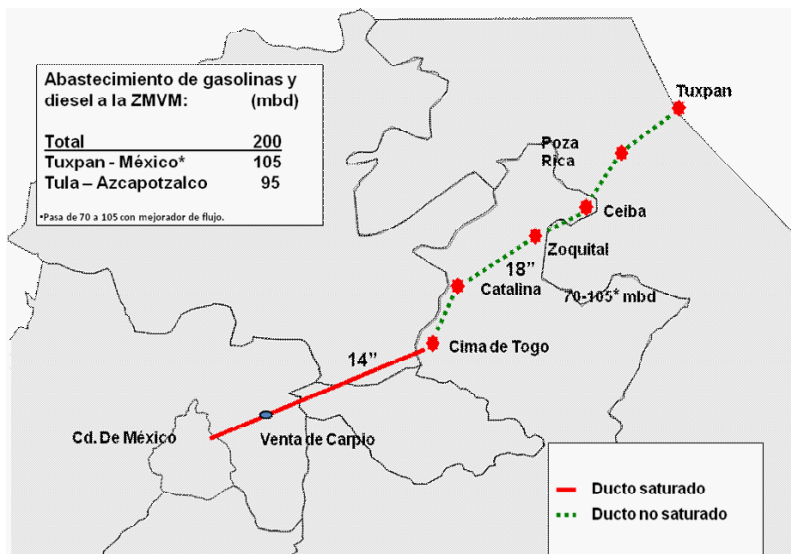 Abastecimiento de gasolinas y
diesel a la ZMVM: (mbd)
Total 200
Tuxpan - México* 105
Tula – Azcapotzalco 95
*Pasa de 70 a 105 con mejorador de flujo.
Tuxpan
Poza
Rica
Ceiba
Zoquital
18”
Catalina
70-105* mbd
Cima de Togo
14”
Cd. De México
Venta de Carpio
Ducto saturado
Ducto no saturado